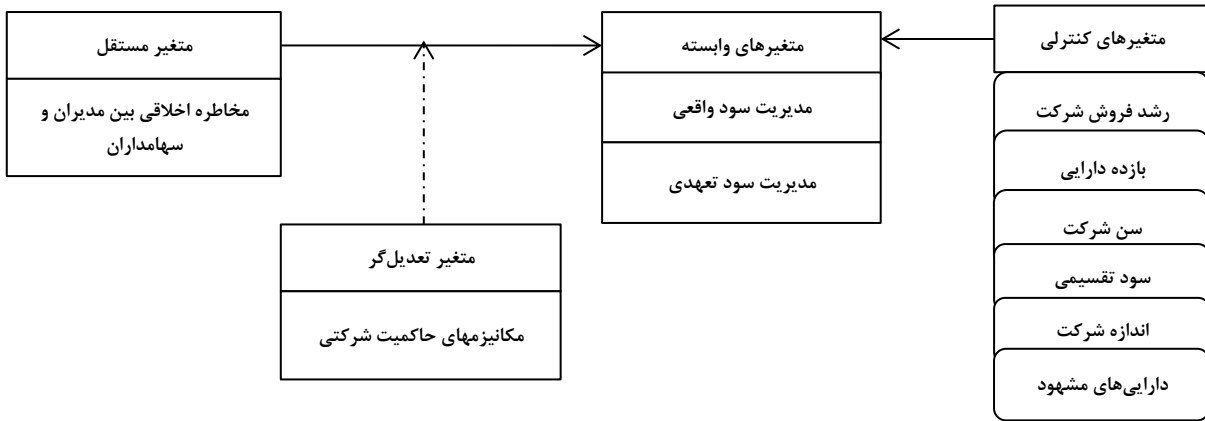 متغیر مستقل
مخاطره اخلاقی بین مدیران و
سهامداران
متغیرهای وابسته
مدیریت سود واقعی
مدیریت سود تعهدی
متغیرهای کنترلی
رشد فروش شرکت
بازده دارایی
سن شرکت
سود تقسیمی
اندازه شرکت
دارایی‌های مشهود
متغیر تعدیل‌گر
مکانیزمهای حاکمیت شرکتی